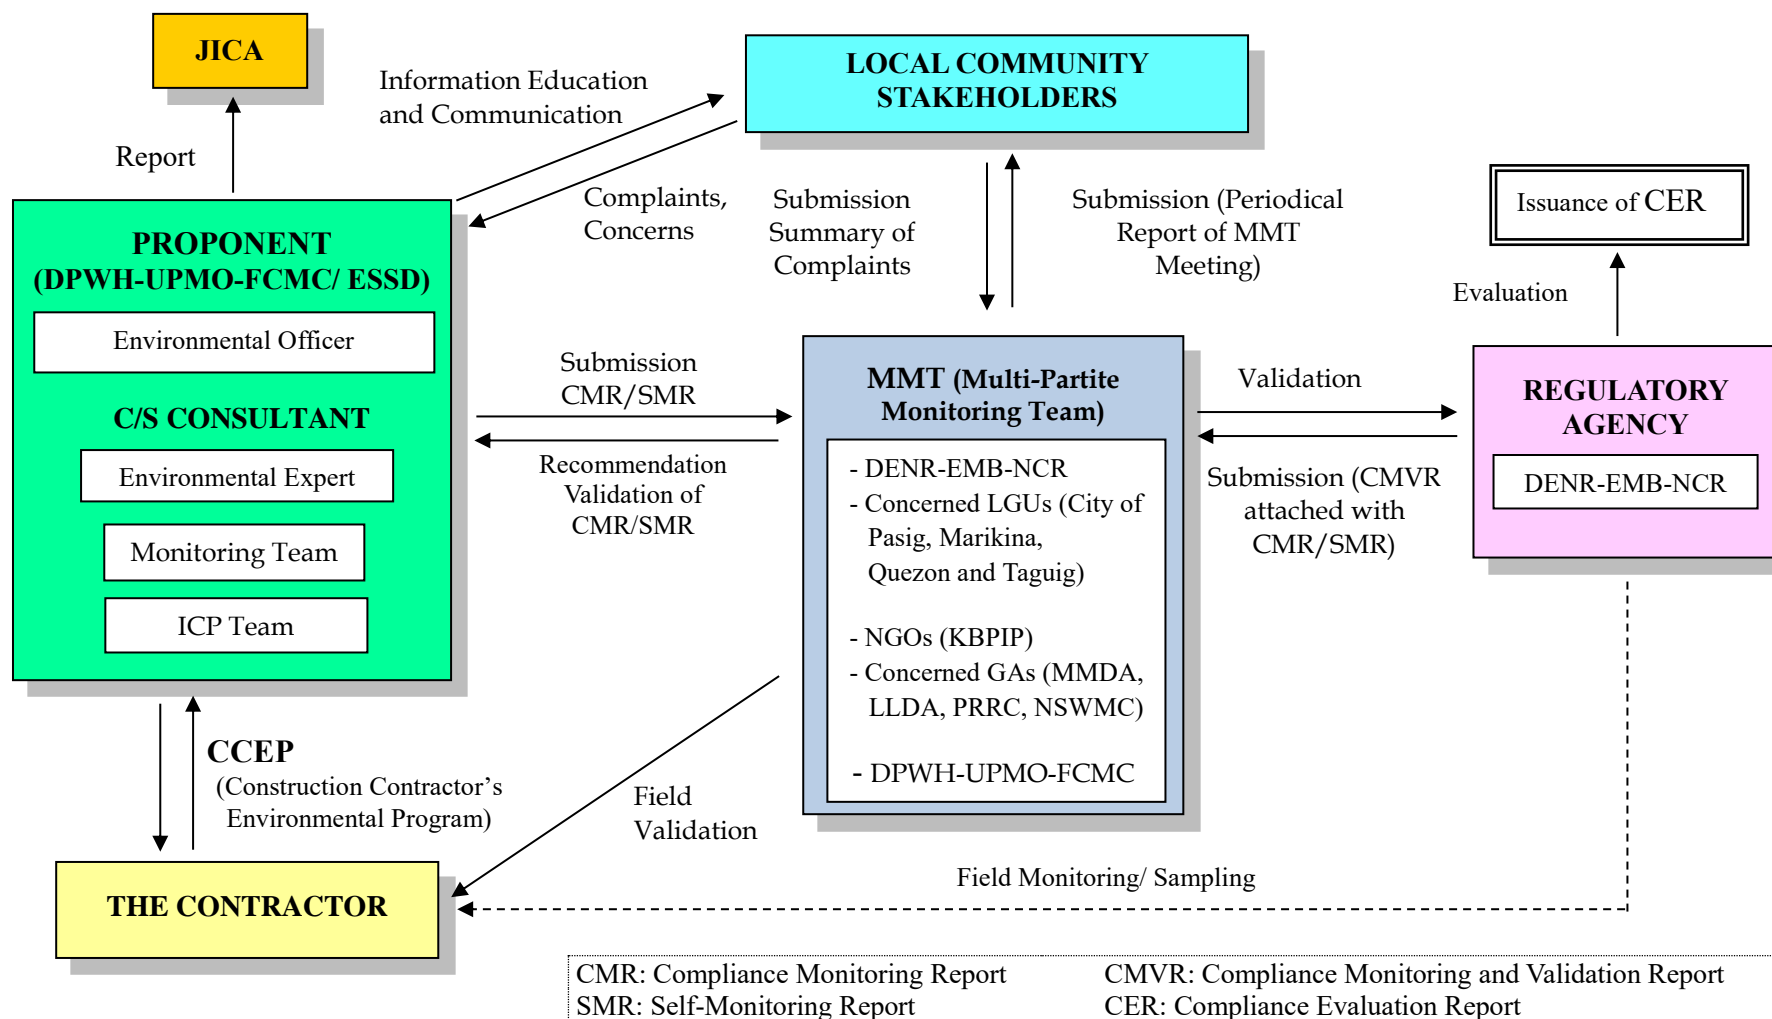 JICA
Information Education
and Communication
LOCAL COMMUNITY
STAKEHOLDERS
Report
Complaints,
Concerns
Submission
Summary of
Complaints
Submission (Periodical
Report of MMT
Meeting)
Issuance of CER
Evaluation
PROPONENT
(DPWH-UPMO-FCMC/ ESSD)
Environmental Officer
C/S CONSULTANT
Environmental Expert
Monitoring Team
ICP Team
Submission
CMR/SMR
Recommendation
Validation of
CMR/SMR
MMT (Multi-Partite
Monitoring Team)
- DENR-EMB-NCR
- Concerned LGUs (City of
Pasig, Marikina,
Quezon and Taguig)
- NGOs (KBPIP)
- Concerned GAs (MMDA,
LLDA, PRRC, NSWMC)
- DPWH-UPMO-FCMC
Validation
Submission (CMVR
attached with
CMR/SMR)
REGULATORY
AGENCY
DENR-EMB-NCR
CCEP
(Construction Contractor’s
Environmental Program)
Field
Validation
THE CONTRACTOR
Field Monitoring/ Sampling
CMR: Compliance Monitoring Report
CMVR: Compliance Monitoring and Validation Report
SMR: Self-Monitoring Report
CER: Compliance Evaluation Report